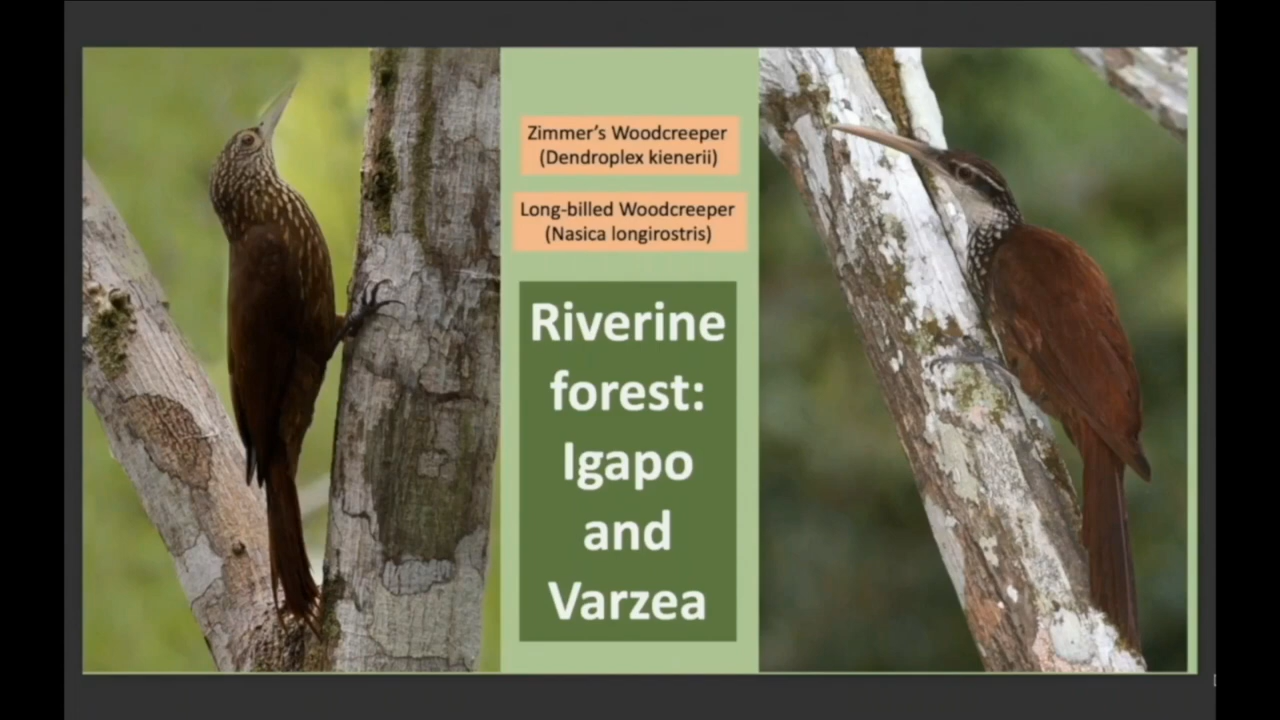 Zimmer's Woodcreeper
(Dendroplex kienerii)
Long-billed Woodcreeper
(Nasica longirostris)
Riverine
forest:
Igapo
and
Varzea